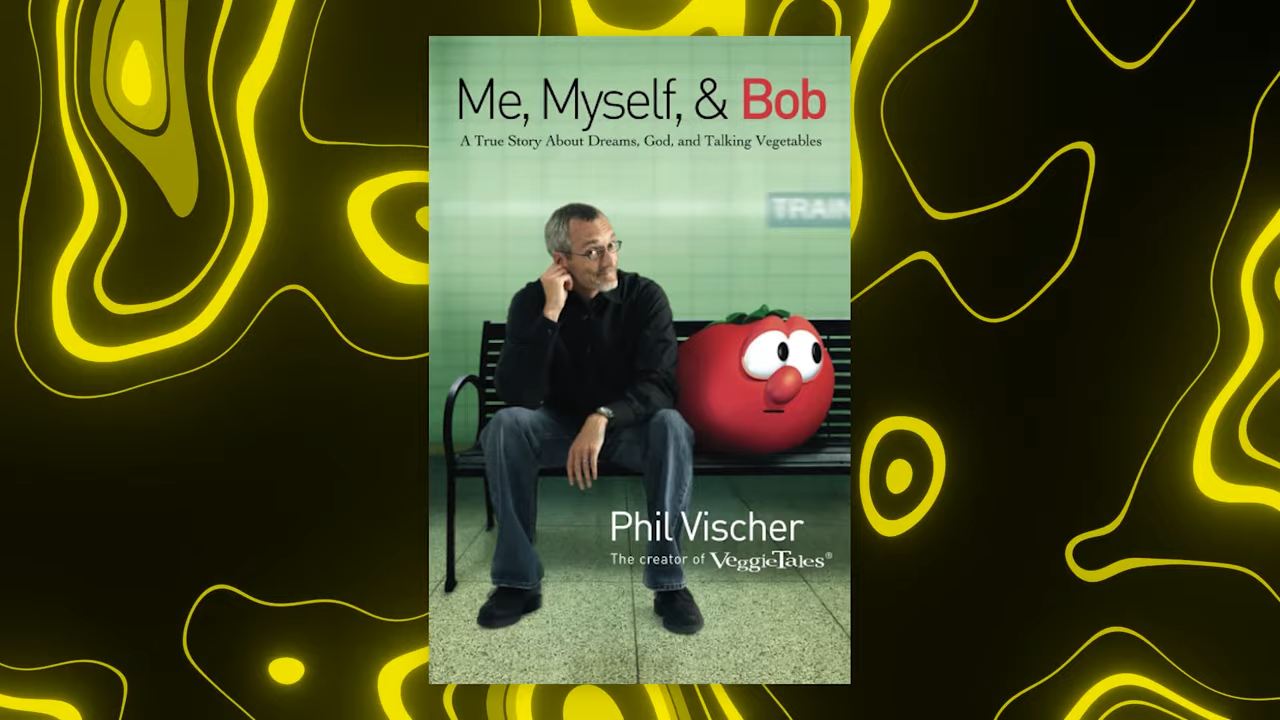 Me, Myself, & Bob
A True Story About Dreams, God, and Talking Vegetables
TRAIN
Phil Vischer
The creator of VeggieTales®